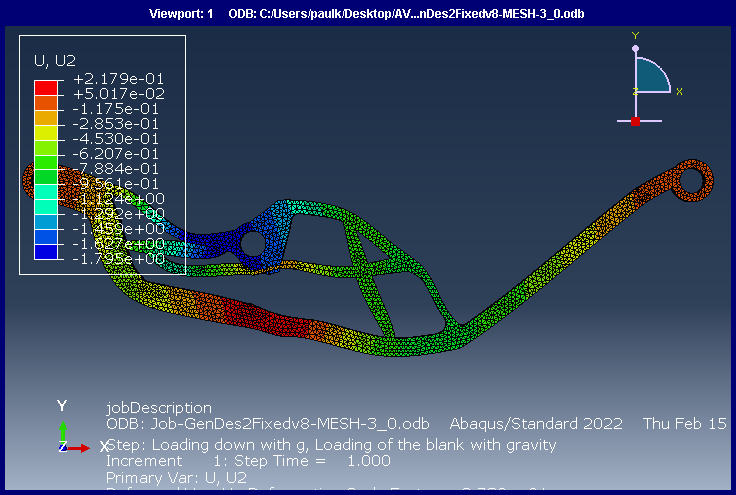 Viewport: 1 ODB: C:/Users/paulk/Desktop/AV...nDes2Fixedv8-MESH-3_0.odb
U, U2
+2.179e-01
+5.017e-02
-1.175e-01
-2.853e-01
-4.530e-01
-6.207e-01
-7.884e-01
-9.561e-01
-1.124e+00
-1.292e+00
-1.459e+00
-1.627e+00
-1.795e+00
Y
Z X
Y
Z X
jobDescription
ODB: Job-GenDes2Fixedv8-MESH-3_0.odb Abaqus/Standard 2022 Thu Feb 15
Step: Loading down with g, Loading of the blank with gravity
Increment 1: Step Time = 1.000
Primary Var: U, U2